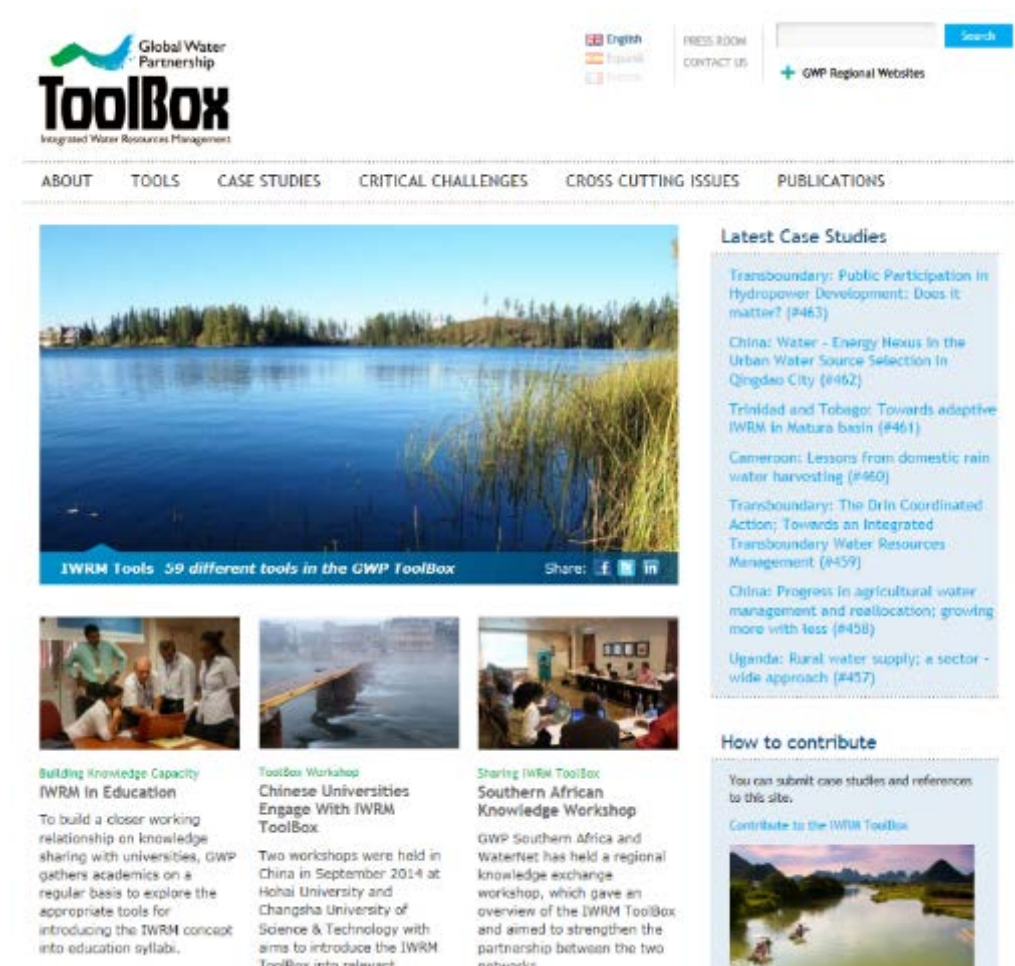 Global Water
Partnership
ToolBox
Integrated Water Resources Management
English
Español
PRESS ROOM
CONTACT US
Search
+ GWP Regional Websites
ABOUT TOOLS CASE STUDIES CRITICAL CHALLENGES CROSS CUTTING ISSUES PUBLICATIONS
IWRM Tools 59 different tools in the GWP ToolBox Share: f in
Building Knowledge Capacity
IWRM in Education
To build a closer working
relationship on knowledge
sharing with universities, GWP
gathers academics on a
regular basis to explore the
appropriate tools for
introducing the IWRM concept
into education syllabi.
ToolBox Workshop
Chinese Universities
Engage With IWRM
ToolBox
Two workshops were held in
China in September 2014 at
Hohai University and
Changsha University of
Science & Technology with
aims to introduce the IWRM
ToolBox into relevant
Sharing IWRM ToolBox
Southern African
Knowledge Workshop
GWP Southern Africa and
WaterNet has held a regional
knowledge exchange
workshop, which gave an
overview of the IWRM ToolBox
and aimed to strengthen the
partnership between the two
networks.
Latest Case Studies
Transboundary: Public Participation in
Hydropower Development: Does it
matter? (#463)
China: Water - Energy Nexus in the
Urban Water Source Selection in
Qingdao City (#462)
Trinidad and Tobago: Towards adaptive
IWRM in Matura basin (#461)
Cameroon: Lessons from domestic rain
water harvesting (#460)
Transboundary: The Drin Coordinated
Action; Towards an Integrated
Transboundary Water Resources
Management (#459)
China: Progress in agricultural water
management and reallocation; growing
more with less (#458)
Uganda: Rural water supply; a sector -
wide approach (#457)
How to contribute
You can submit case studies and references
to this site.
Contribute to the IWRM ToolBox